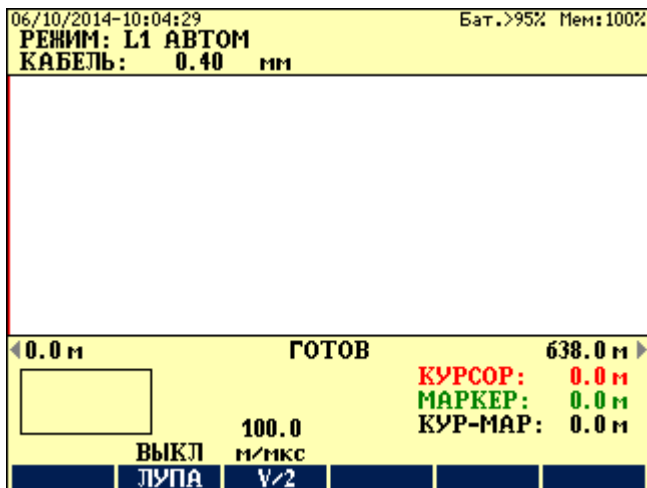 06/10/2014-10:04:29 Бат.>95% Мем:100%
РЕЖИМ: L1 АВТОМ
КАБЕЛЬ: 0.40 мм
0.0 м ГОТОВ 638.0 м
КУРСОР: 0.0 м
МАРКЕР: 0.0 м
100.0 КУР-МАР: 0.0 м
ВЫКЛ м/мкс
ЛУПА V/2